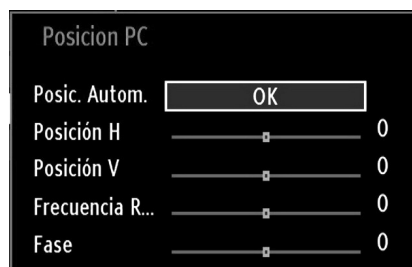 Posicion PC
Posic. Autom. OK
Posición H 0
Posición V 0
Frecuencia R... 0
Fase 0